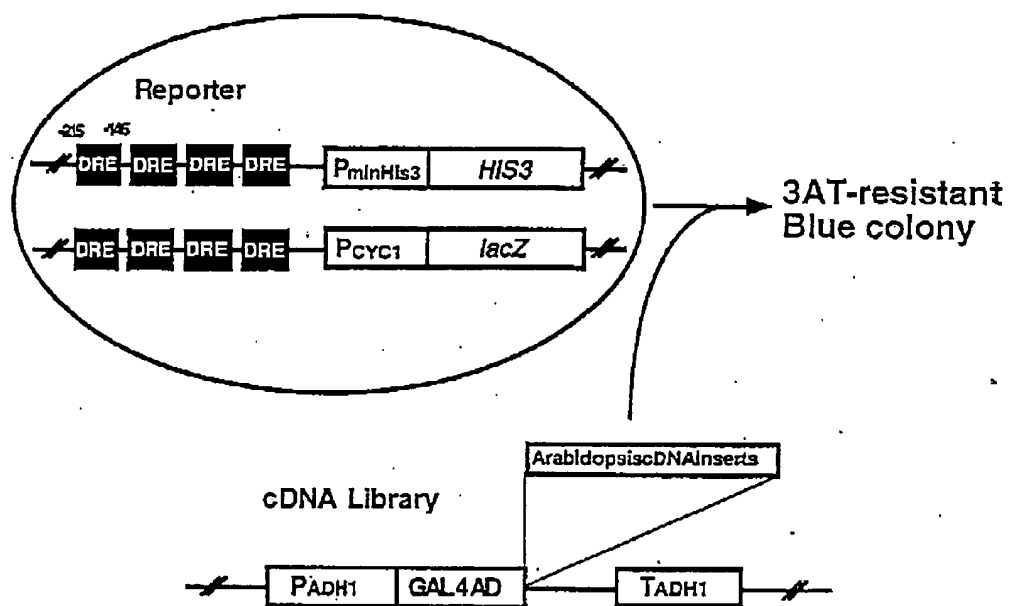 Reporter
-215 -145
DRE DRE DRE DRE PminHis3 HIS3
DRE DRE DRE DRE PCYC1 lacZ
3AT-resistant
Blue colony
ArabidopsiscDNAInserts
cDNA Library
PADH1 GAL4AD TADH1